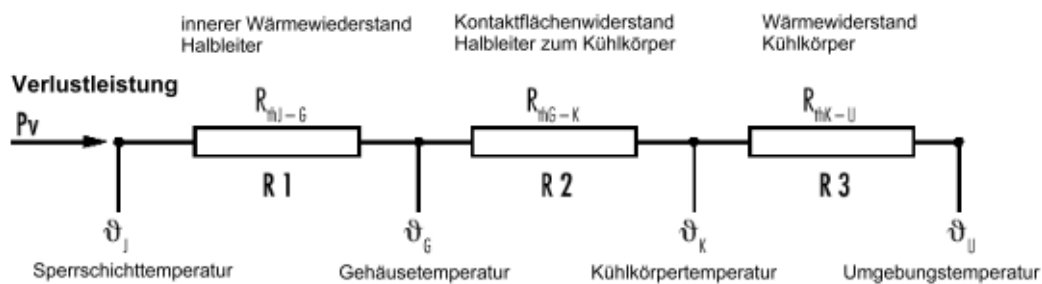 innerer Wärmewiederstand
Halbleiter
Kontaktflächenwiderstand
Halbleiter zum Kühlkörper
Wärmewiderstand
Kühlkörper
Verlustleistung
Pv
RthJ – G
RthG – K
RthK – U
R 1
R 2
R 3
ϑJ
ϑG
ϑK
ϑU
Sperrschichttemperatur
Gehäusetemperatur
Kühlkörpertemperatur
Umgebungstemperatur